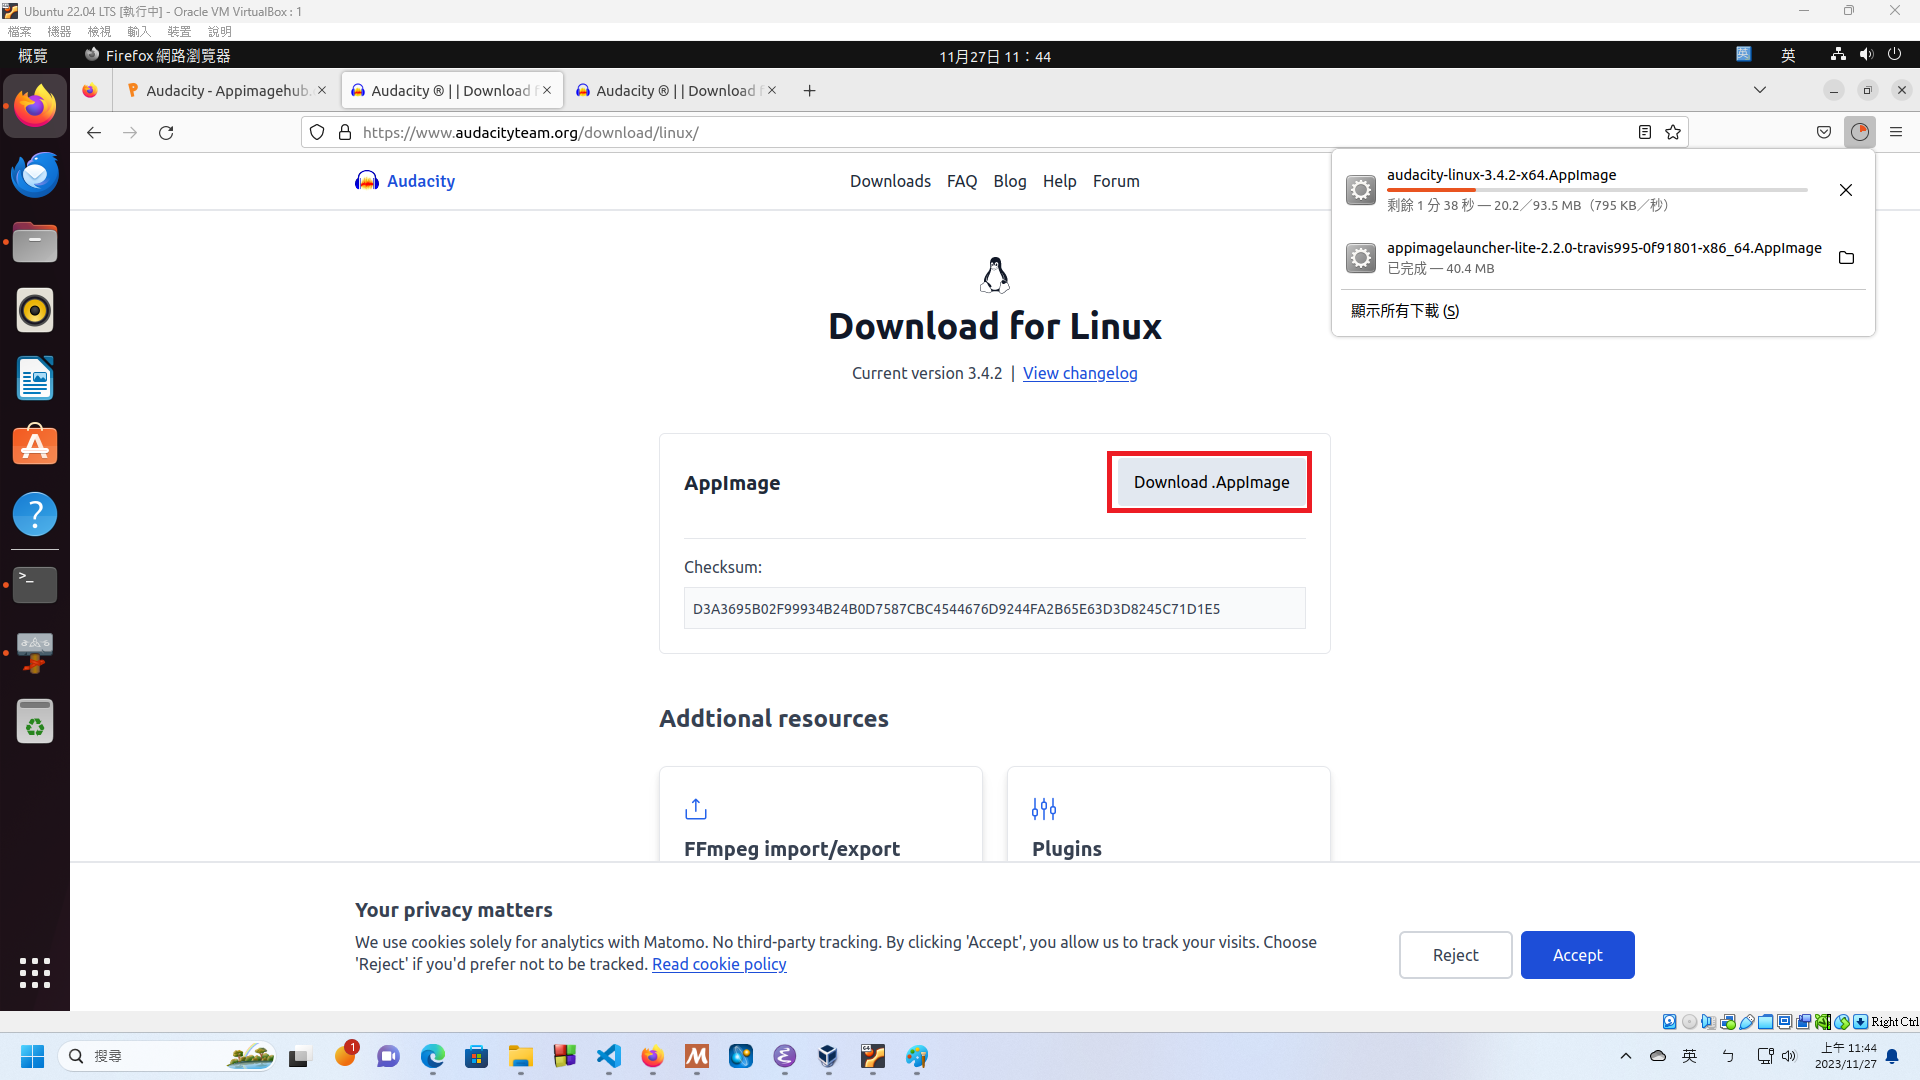 Ubuntu 22.04 LTS [執行中] - Oracle VM VirtualBox : 1
檔案 機器 檢視 輸入 裝置 說明
概覽 Firefox 網路瀏覽器 11月27日 11：44 英 英
Audacity - Appimagehub. Audacity ® | | Download f Audacity ® | | Download f
https://www.audacityteam.org/download/linux/
Audacity Downloads FAQ Blog Help Forum
audacity-linux-3.4.2-x64.AppImage
剩餘 1 分 38 秒 — 20.2／93.5 MB（795 KB／秒）
appimagelauncher-lite-2.2.0-travis995-0f91801-x86_64.AppImage
已完成 — 40.4 MB
顯示所有下載 (S)
Download for Linux
Current version 3.4.2 | View changelog
AppImage Download .AppImage
Checksum:
D3A3695B02F99934B24B0D7587CBC4544676D9244FA2B65E63D3D8245C71D1E5
Addtional resources
FFmpeg import/export Plugins
Your privacy matters
We use cookies solely for analytics with Matomo. No third-party tracking. By clicking 'Accept', you allow us to track your visits. Choose
'Reject' if you'd prefer not to be tracked. Read cookie policy
Reject Accept
Right Ctrl
搜尋 1 英 ㄅ 上午 11:44
2023/11/27